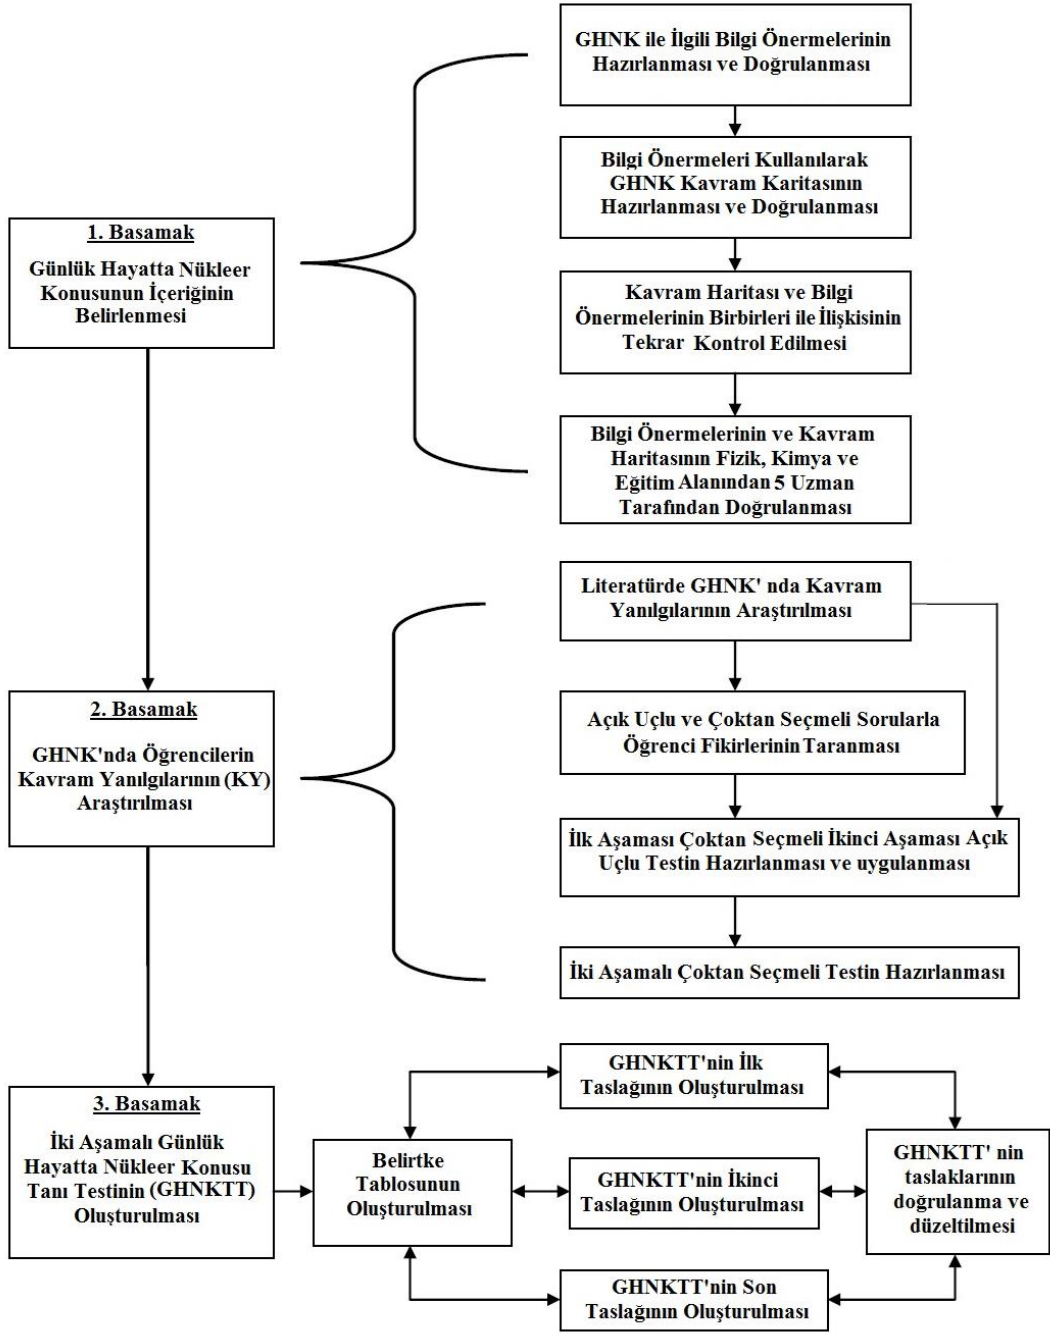 GHNK ile İlgili Bilgi Önermelerinin
Hazırlanması ve Doğrulanması
Bilgi Önermeleri Kullanılarak
GHNK Kavram Karitasının
Hazırlanması ve Doğrulanması
1. Basamak
Günlük Hayatta Nükleer
Konusunun İçeriğinin
Belirlenmesi
Kavram Haritası ve Bilgi
Önermelerinin Birbirleri ile İlişkisinin
Tekrar Kontrol Edilmesi
Bilgi Önermelerinin ve Kavram
Haritasının Fizik, Kimya ve
Eğitim Alanından 5 Uzman
Tarafından Doğrulanması
Literatürde GHNK' nda Kavram
Yanılgılarının Araştırılması
2. Basamak
GHNK'nda Öğrencilerin
Kavram Yanılgılarının (KY)
Araştırılması
Açık Uçlu ve Çoktan Seçmeli Sorularla
Öğrenci Fikirlerinin Taranması
İlk Aşaması Çoktan Seçmeli İkinci Aşaması Açık
Uçlu Testin Hazırlanması ve uygulanması
İki Aşamalı Çoktan Seçmeli Testin Hazırlanması
3. Basamak
İki Aşamalı Günlük
Hayatta Nükleer Konusu
Tanı Testinin (GHNKTT)
Oluşturulması
Belirtke
Tablosunun
Oluşturulması
GHNKTT'nin İlk
Taslağının Oluşturulması
GHNKTT'nin İkinci
Taslağının Oluşturulması
GHNKTT'nin Son
Taslağının Oluşturulması
GHNKTT' nin
taslaklarının
doğrulanma ve
düzeltilmesi